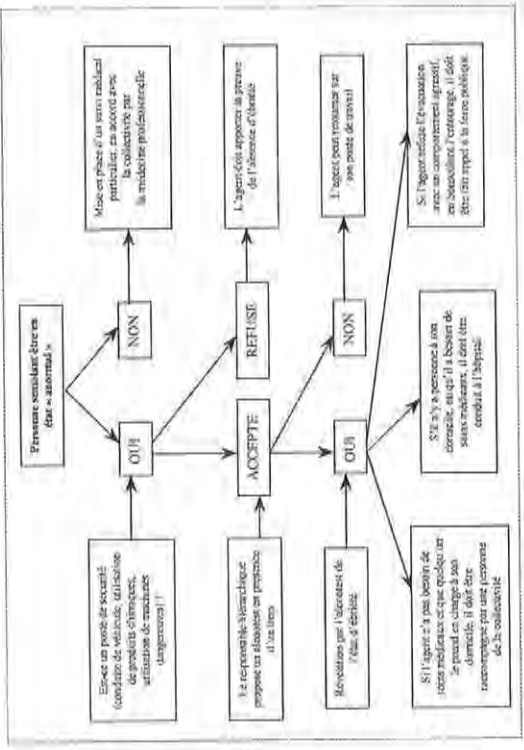 Personne semblant être en
état « anormal »
Est-ce un poste de sécurité
(conduite de véhicule, utilisation
de produits chimiques,
utilisation de machines
dangereuses) ?
OUI
NON
Mise en place d'un suivi médical
particulier, en accord avec
la collectivité par
la médecine professionnelle
Le responsable hiérarchique
propose un alcootest en présence
d'un tiers
ACCEPTE
REFUSE
L'agent doit apporter la preuve
de l'absence d'ébriété
Révélation par l'alcootest de
l'état d'ébriété
OUI
NON
L'agent peut retourner sur
son poste de travail
Si l'agent n'a pas besoin de
soins médicaux et que quelqu'un
le prend en charge à son
domicile, il doit être
raccompagné par une personne
de la collectivité
S'il n'y a personne à son
domicile, ou qu'il a besoin de
soins médicaux, il doit être
conduit à l'hôpital
Si l'agent refuse l'évacuation
avec un comportement agressif,
en bousculant l'entourage, il doit
être fait appel à la force publique